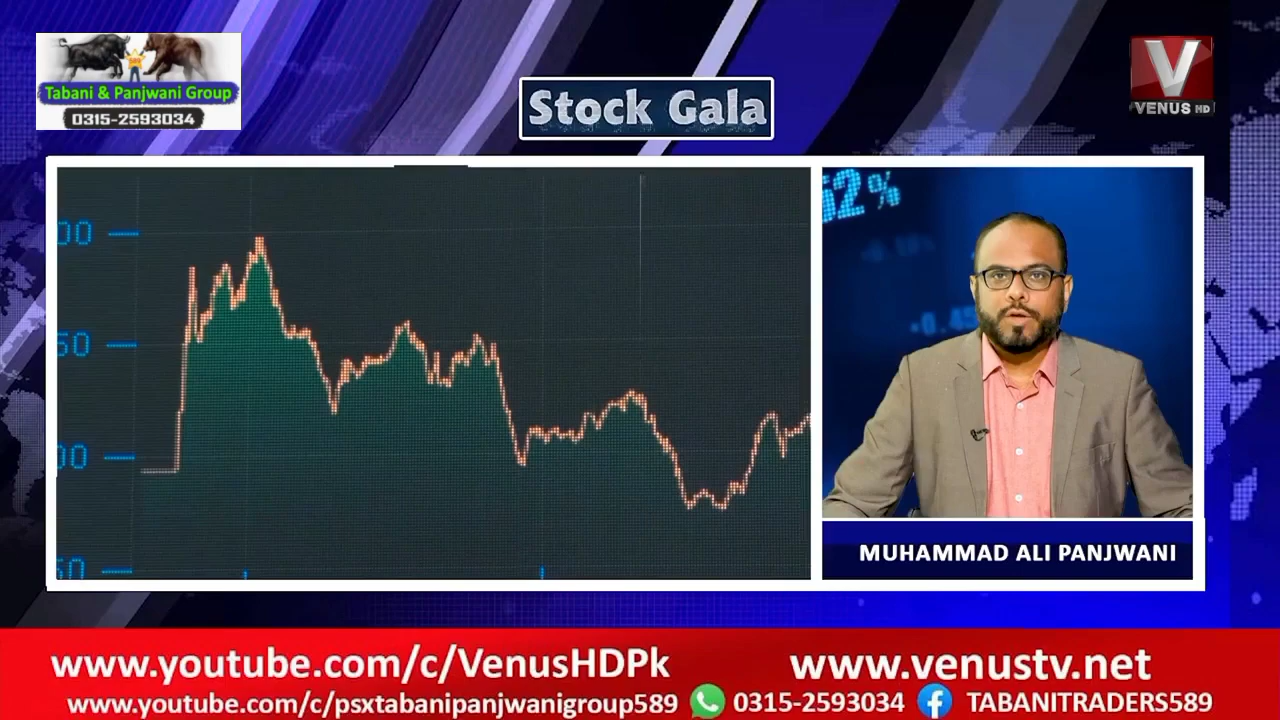 Tabani & Panjwani Group
0315-2593034
Stock Gala
V
VENUS HD
00
50
00
50
52%
MUHAMMAD ALI PANJWANI
www.youtube.com/c/VenusHDPk
www.venustv.net
www.youtube.com/c/psxtabanipanjwanigroup589
0315-2593034
TABANITRADERS589